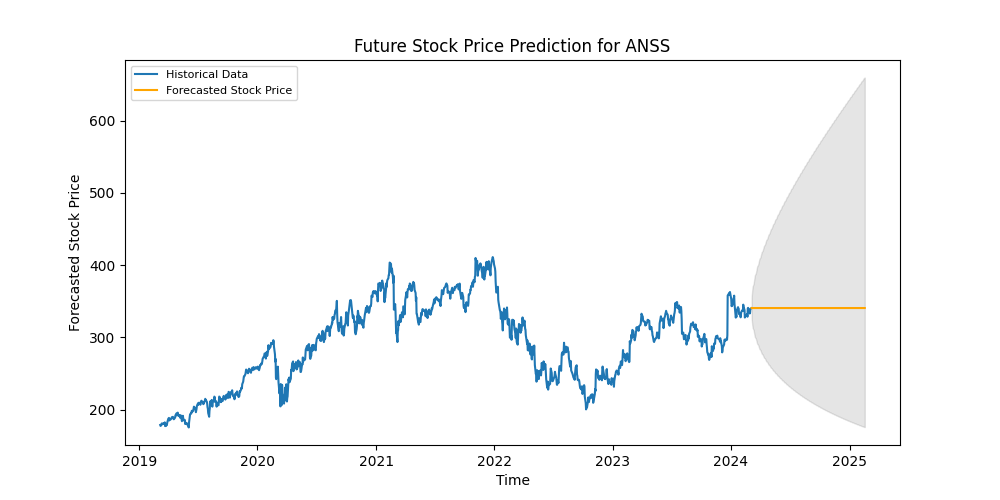 Future Stock Price Prediction for ANSS
Historical Data
Forecasted Stock Price
600
500
400
300
200
Forecasted Stock Price
2019 2020 2021 2022 2023 2024 2025
Time